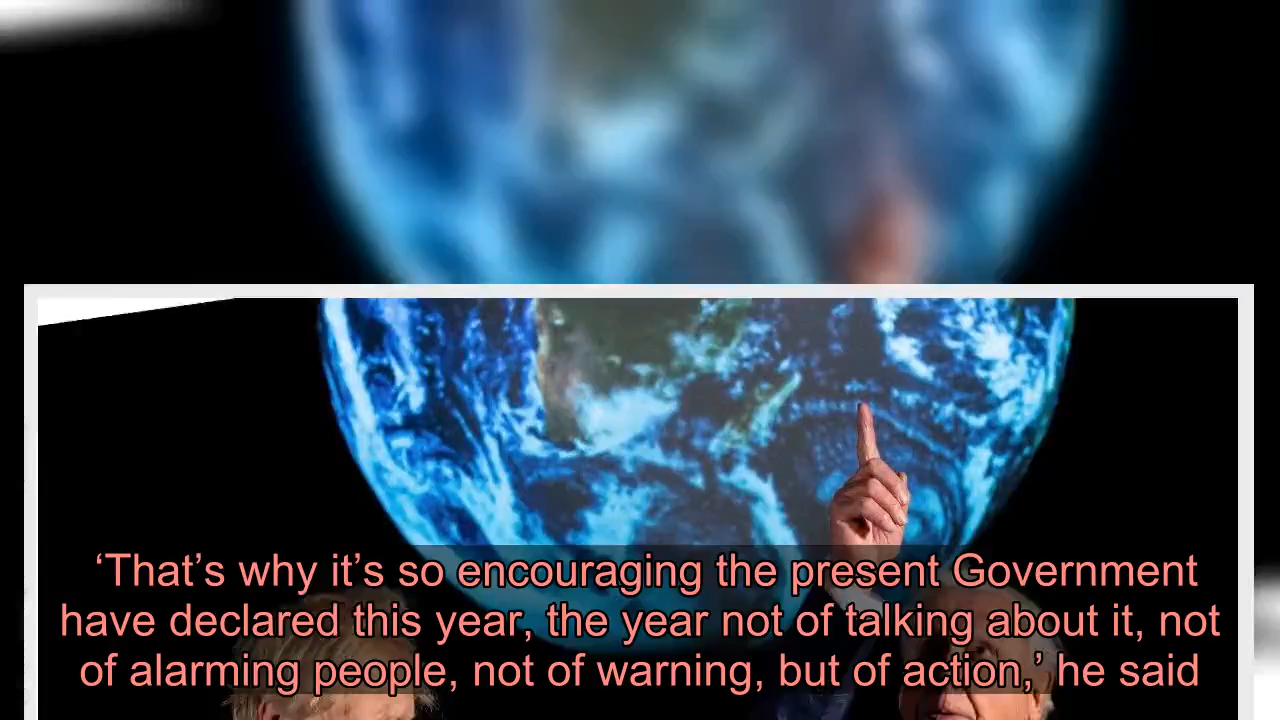 ‘That’s why it’s so encouraging the present Government
have declared this year, the year not of talking about it, not
of alarming people, not of warning, but of action,’ he said